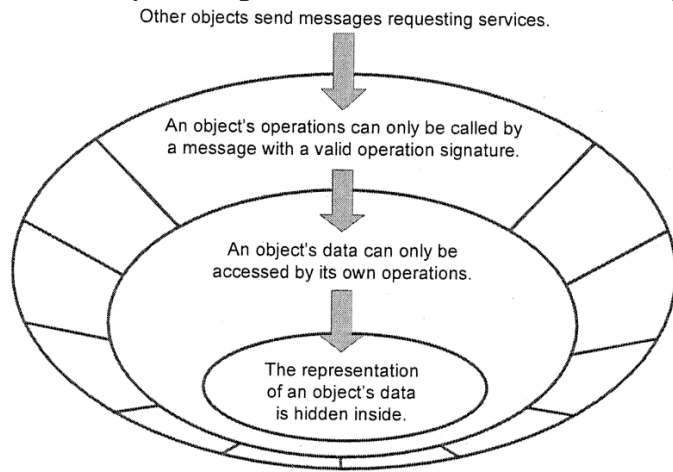 Other objects send messages requesting services.
An object's operations can only be called by
a message with a valid operation signature.
An object's data can only be
accessed by its own operations.
The representation
of an object's data
is hidden inside.